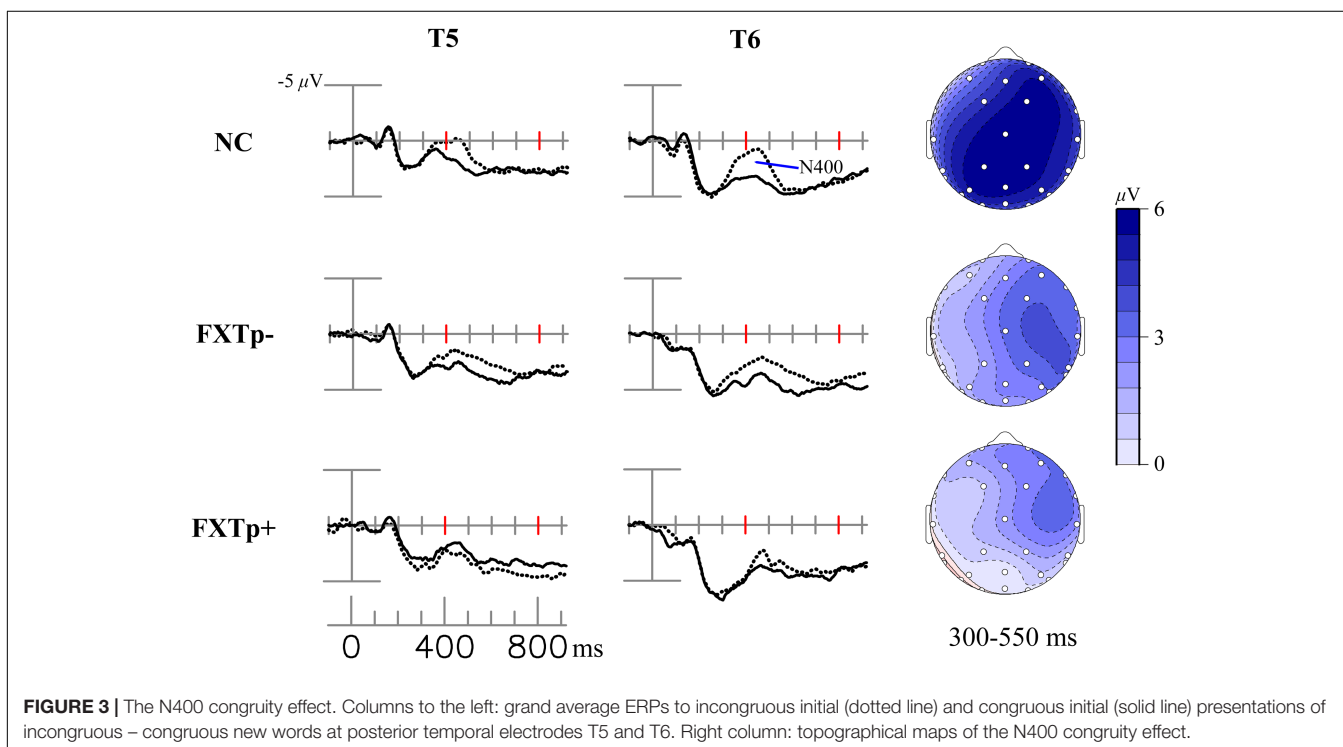 T5 T6
-5 μV
NC
N400
μV
6
3
0
FXTp-
FXTp+
0 400 800 ms
300-550 ms
FIGURE 3 | The N400 congruity effect. Columns to the left: grand average ERPs to incongruous initial (dotted line) and congruous initial (solid line) presentations of
incongruous – congruous new words at posterior temporal electrodes T5 and T6. Right column: topographical maps of the N400 congruity effect.